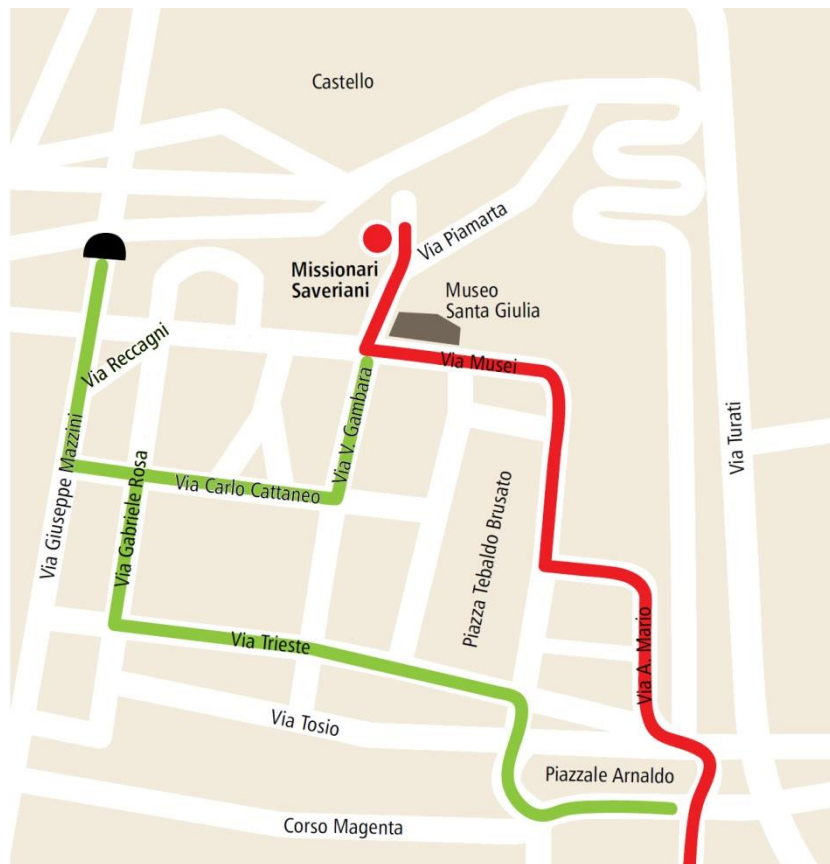 Castello
Via Piamarta
Missionari
Saveriani
Museo
Santa Giulia
Via Reccagni
Via Musei
Via V. Gambara
Via Turati
Via Giuseppe Mazzini
Via Gabriele Rosa
Via Carlo Cattaneo
Piazza Tebaldo Brusato
Via Trieste
Via A. Mario
Via Tosio
Piazzale Arnaldo
Corso Magenta